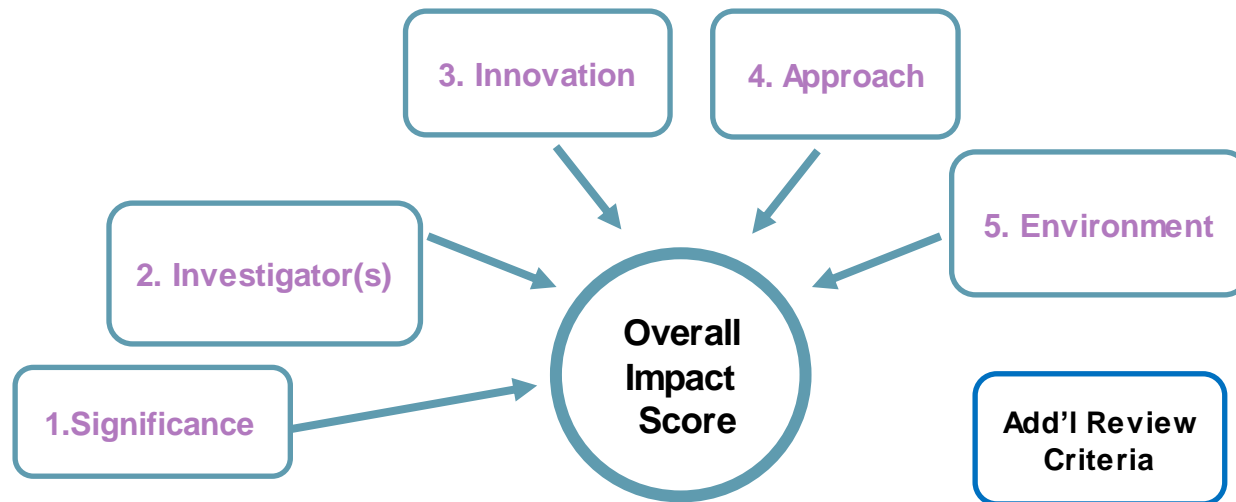 3. Innovation
4. Approach
2. Investigator(s)
5. Environment
1.Significance
Overall
Impact
Score
Add'l Review
Criteria